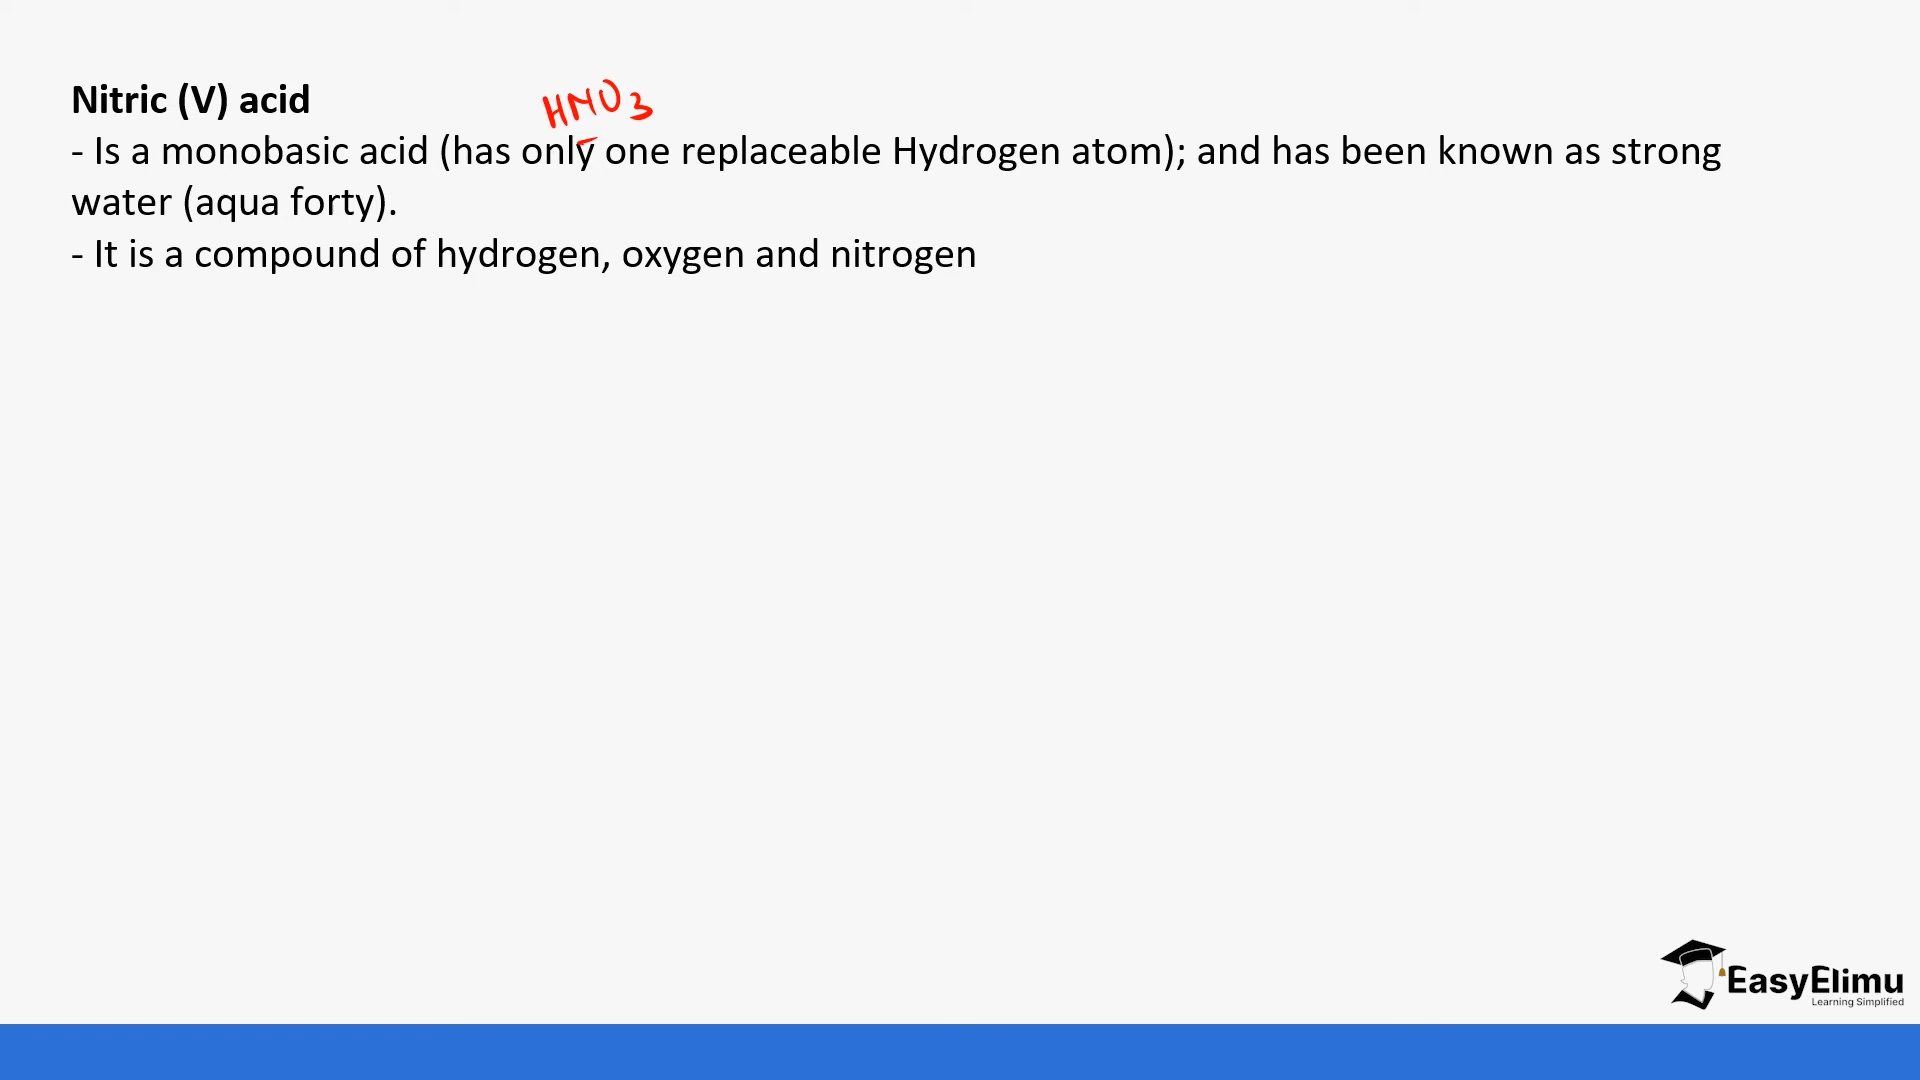 Nitric (V) acid
HNO3
- Is a monobasic acid (has only one replaceable Hydrogen atom); and has been known as strong
water (aqua forty).
- It is a compound of hydrogen, oxygen and nitrogen
EasyElimu
Learning Simplified